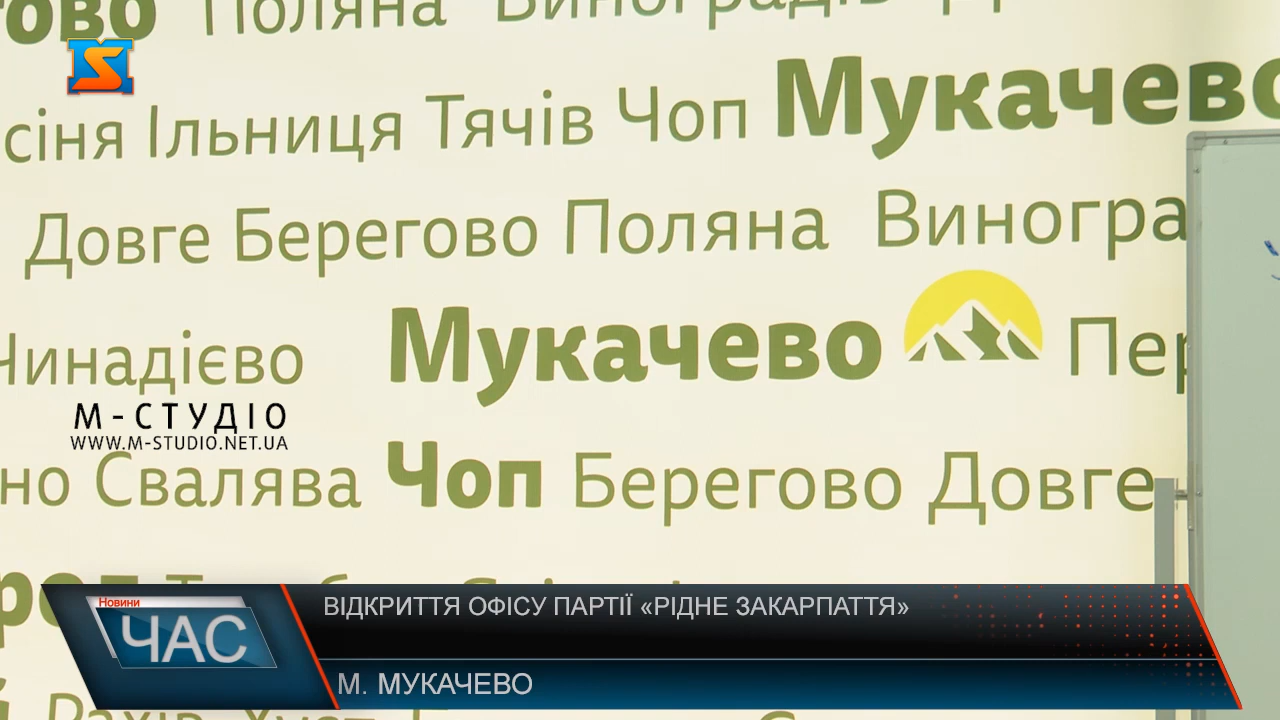 Поляна
сіня Ільниця Тячів Чоп Мукачево
Довге Берегово Поляна Виногра
Чинадієво Мукачево Пер
М-СТУДІО
WWW.M-STUDIO.NET.UA
но Свалява Чоп Берегово Довге
ВІДКРИТТЯ ОФІСУ ПАРТІЇ «РІДНЕ ЗАКАРПАТТЯ»
Новини
ЧАС
М. МУКАЧЕВО